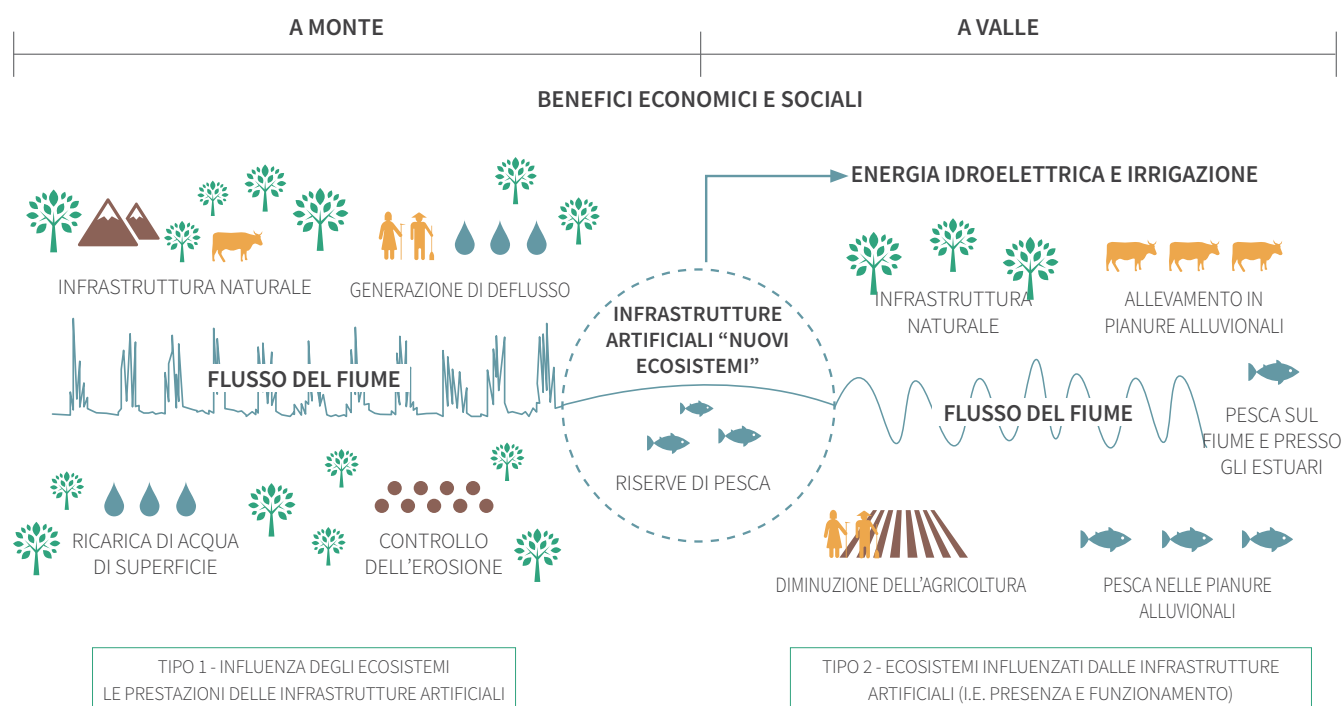 A MONTE
A VALLE
BENEFICI ECONOMICI E SOCIALI
ENERGIA IDROELETTRICA E IRRIGAZIONE
INFRASTRUTTURA NATURALE
GENERAZIONE DI DEFLUSSO
INFRASTRUTTURE
ARTIFICIALI “NUOVI
ECOSISTEMI”
INFRASTRUTTURA
NATURALE
ALLEVAMENTO IN
PIANURE ALLUVIONALI
FLUSSO DEL FIUME
FLUSSO DEL FIUME
PESCA SUL
FIUME E PRESSO
GLI ESTUARI
RISERVE DI PESCA
RICARICA DI ACQUA
DI SUPERFICIE
CONTROLLO
DELL’EROSIONE
DIMINUZIONE DELL’AGRICOLTURA
PESCA NELLE PIANURE
ALLUVIONALI
TIPO 1 - INFLUENZA DEGLI ECOSISTEMI
LE PRESTAZIONI DELLE INFRASTRUTTURE ARTIFICIALI
TIPO 2 - ECOSISTEMI INFLUENZATI DALLE INFRASTRUTTURE
ARTIFICIALI (I.E. PRESENZA E FUNZIONAMENTO)